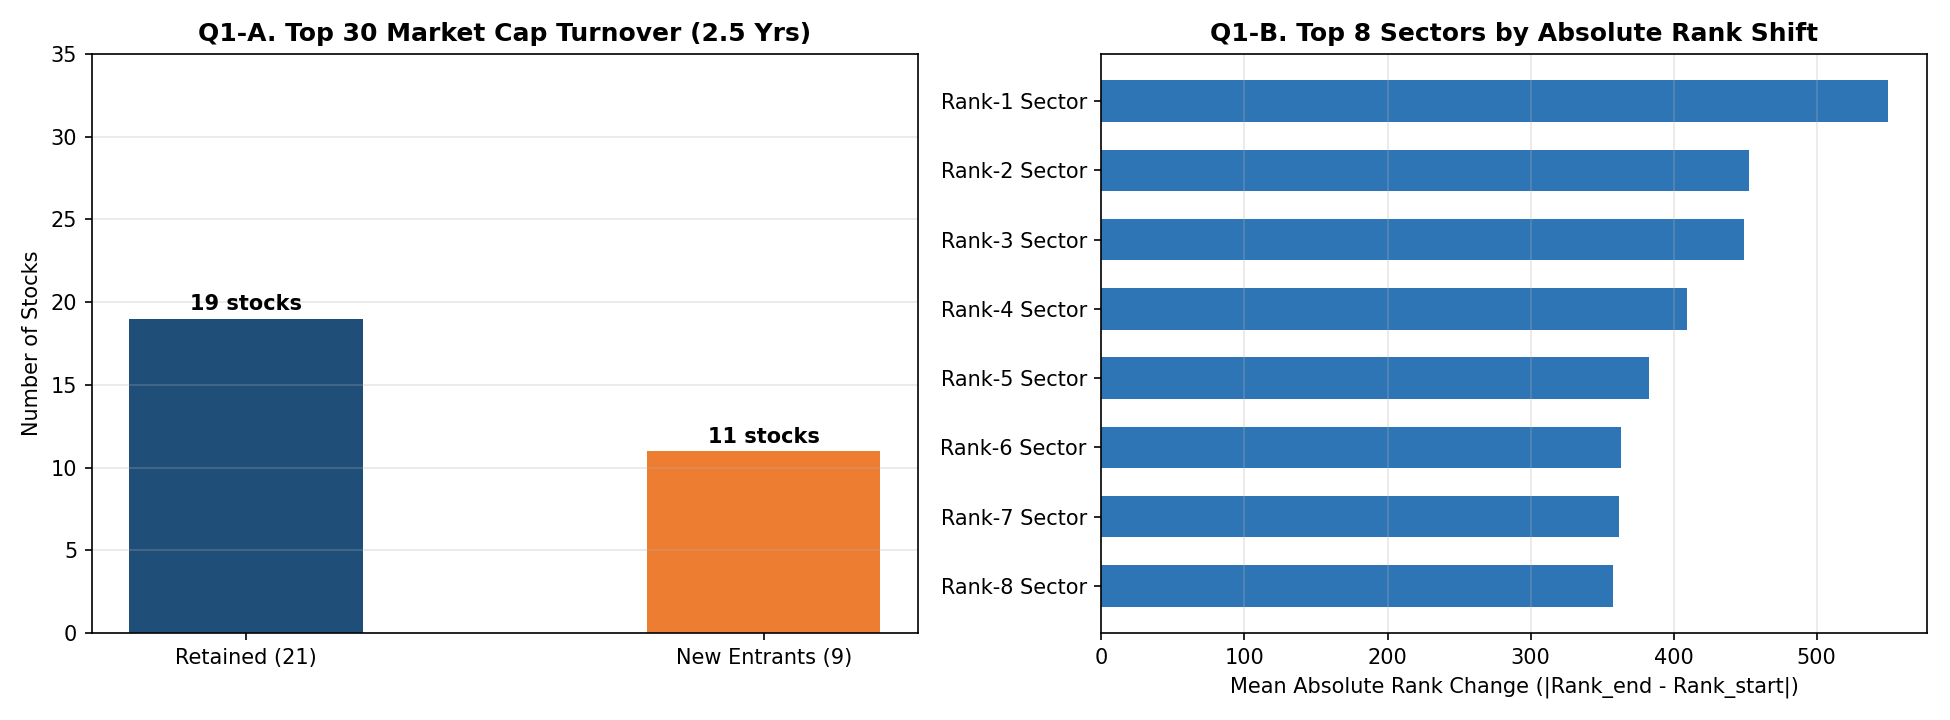 Q1-A. Top 30 Market Cap Turnover (2.5 Yrs)
Number of Stocks
35
30
25
20
15
10
5
0
19 stocks
11 stocks
Retained (21)
New Entrants (9)
Q1-B. Top 8 Sectors by Absolute Rank Shift
Rank-1 Sector
Rank-2 Sector
Rank-3 Sector
Rank-4 Sector
Rank-5 Sector
Rank-6 Sector
Rank-7 Sector
Rank-8 Sector
0 100 200 300 400 500
Mean Absolute Rank Change (|Rank_end - Rank_start|)